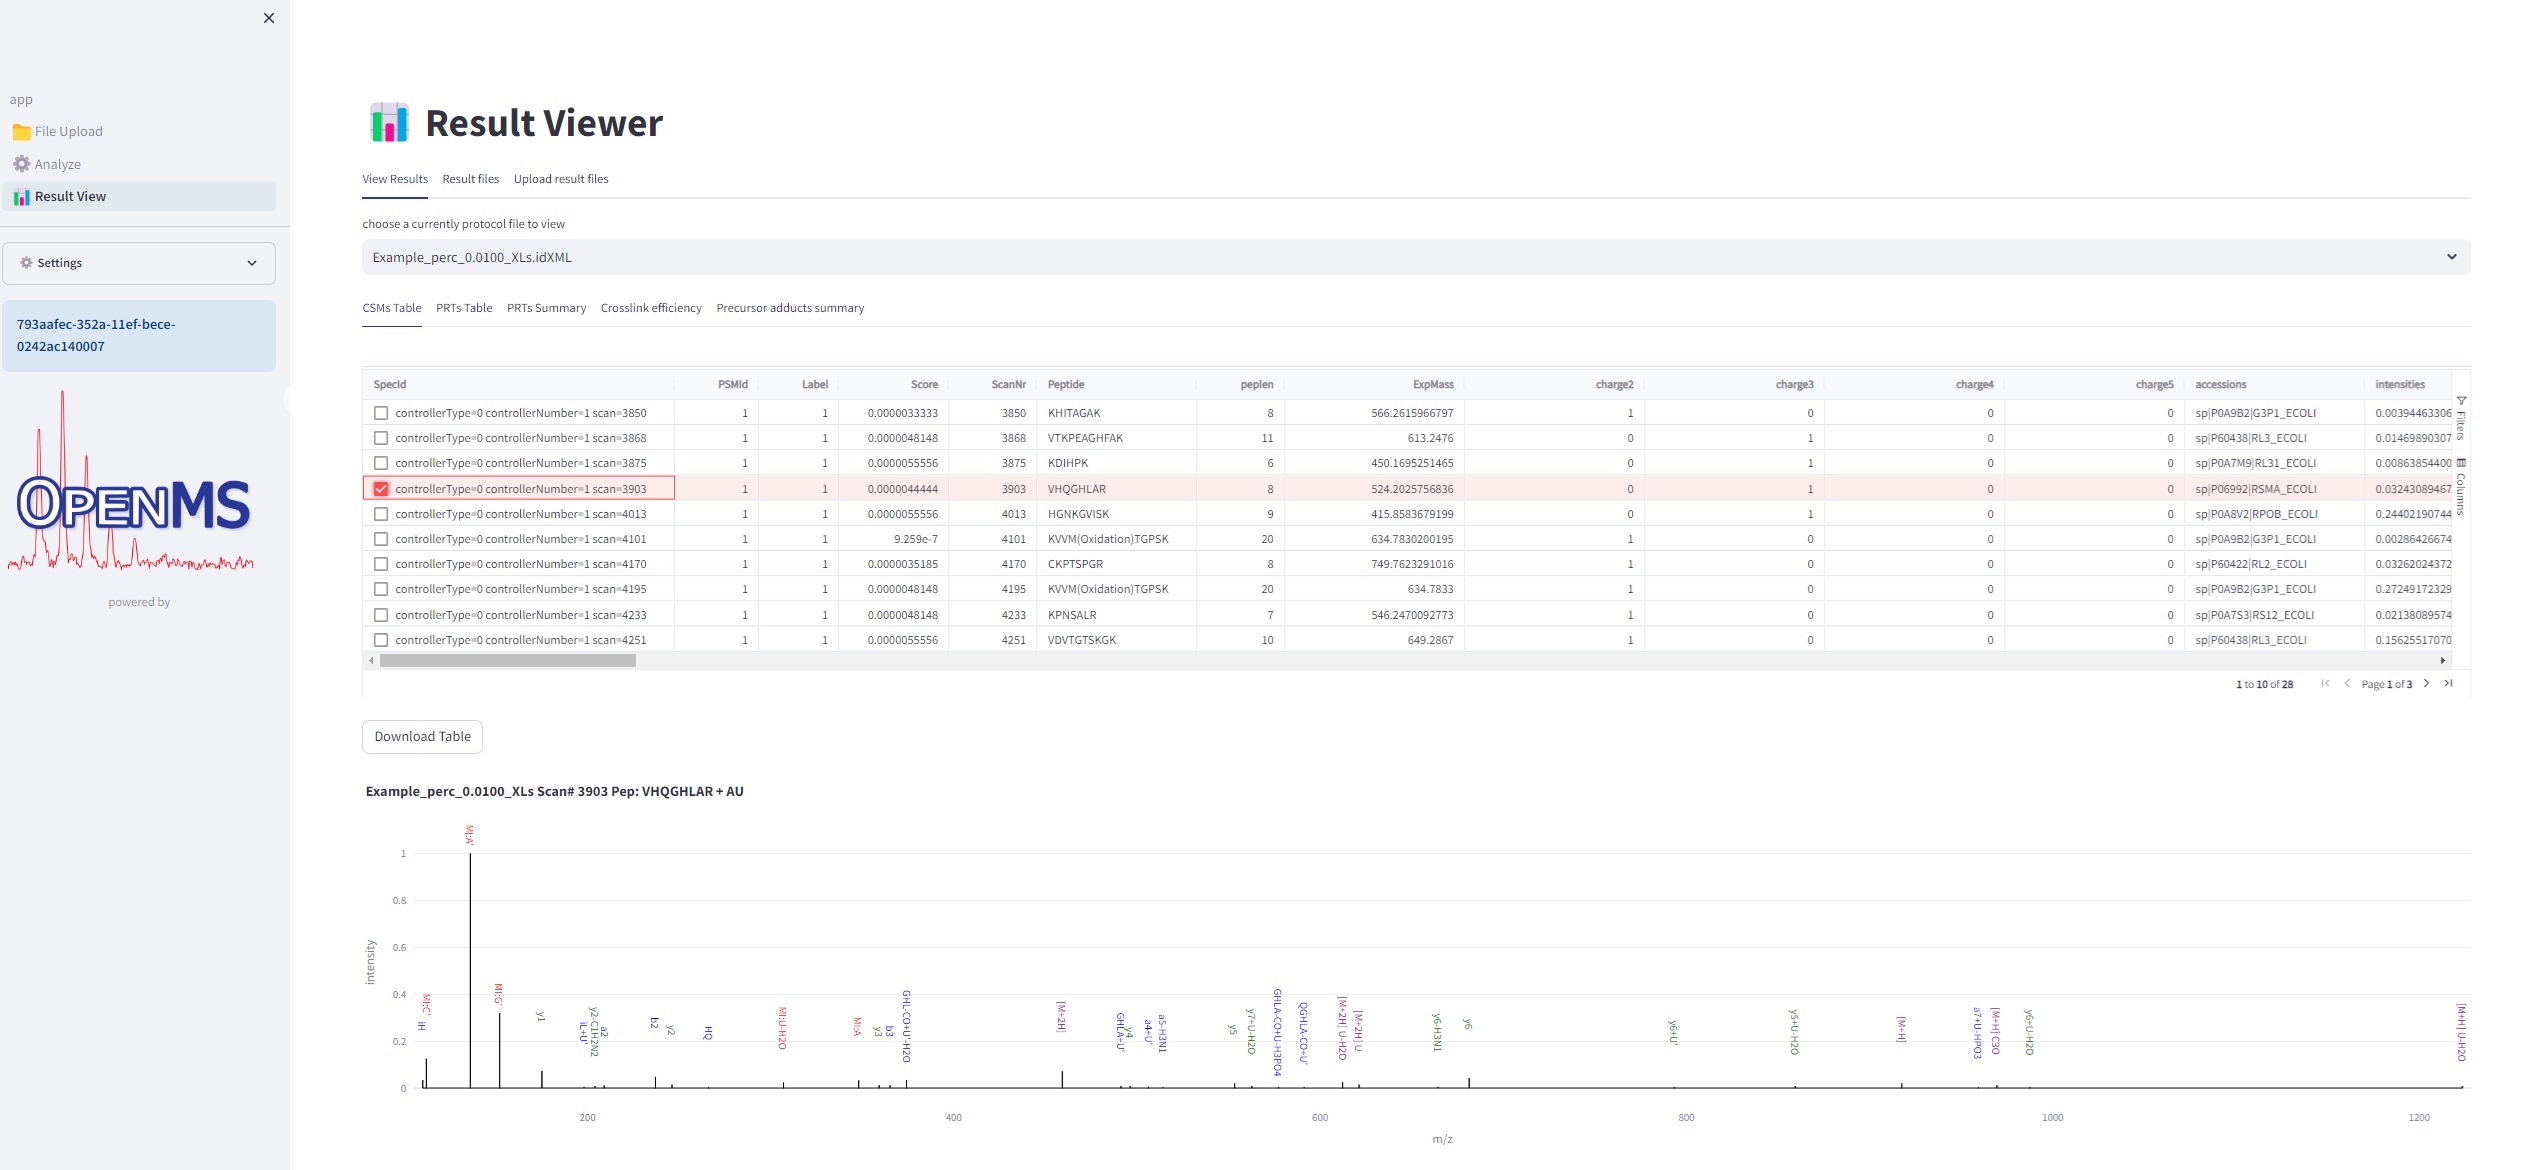 app
File Upload
Analyze
Result View
Settings
793aafec-352a-11ef-bece-
0242ac140007
OPENMS
powered by
Result Viewer
View Results Result files Upload result files
choose a currently protocol file to view
Example_perc_0.0100_XLs.idXML
CSMs Table PRTs Table PRTs Summary Crosslink efficiency Precursor adducts summary
SpecId PSMId Label Score ScanNr Peptide peplen ExpMass charge2 charge3 charge4 charge5 accessions intensities
controllerType=0 controllerNumber=1 scan=3850 1 1 0.0000033333 3850 KHITAGAK 8 566.2615966797 1 0 0 0 sp|P0A9B2|G3P1_ECOLI 0.00394463306
controllerType=0 controllerNumber=1 scan=3868 1 1 0.0000048148 3868 VTKPEAGHFAK 11 613.2476 0 1 0 0 sp|P60438|RL3_ECOLI 0.01469890307
controllerType=0 controllerNumber=1 scan=3875 1 1 0.0000055556 3875 KDIHPK 6 450.1695251465 0 1 0 0 sp|P0A7M9|RL31_ECOLI 0.00863854400
controllerType=0 controllerNumber=1 scan=3903 1 1 0.0000044444 3903 VHQGHLAR 8 524.2025756836 0 1 0 0 sp|P06992|RSMA_ECOLI 0.03243089467
controllerType=0 controllerNumber=1 scan=4013 1 1 0.0000055556 4013 HGNKGVISK 9 415.8583679199 0 1 0 0 sp|P0A8V2|RPOB_ECOLI 0.24402190744
controllerType=0 controllerNumber=1 scan=4101 1 1 9.259e-7 4101 KVVM(Oxidation)TGPSK 20 634.7830200195 1 0 0 0 sp|P0A9B2|G3P1_ECOLI 0.00286426674
controllerType=0 controllerNumber=1 scan=4170 1 1 0.0000035185 4170 CKPTSPGR 8 749.7623291016 1 0 0 0 sp|P60422|RL2_ECOLI 0.03262024372
controllerType=0 controllerNumber=1 scan=4195 1 1 0.0000048148 4195 KVVM(Oxidation)TGPSK 20 634.7833 1 0 0 0 sp|P0A9B2|G3P1_ECOLI 0.27249172329
controllerType=0 controllerNumber=1 scan=4233 1 1 0.0000048148 4233 KPNSALR 7 546.2470092773 1 0 0 0 sp|P0A7S3|RS12_ECOLI 0.02138089574
controllerType=0 controllerNumber=1 scan=4251 1 1 0.0000055556 4251 VDVTGTSKGK 10 649.2867 1 0 0 0 sp|P60438|RL3_ECOLI 0.15625517070
Filters
Columns
1 to 10 of 28 Page 1 of 3
Download Table
Example_perc_0.0100_XLs Scan# 3903 Pep: VHQGHLAR + AU
intensity
1
0.8
0.6
0.4
0.2
0
iH
MI:C'
MI:A'
MI:G'
y1
iL+U'
y2-C1H2N2
a2
b2
y2
HQ
MI:U-H2O
MI:A
y3
b3
GHL-CO+U'-H2O
[M+2H]
GHLA+U'
y4
a4+U'
a5-H3N1
y5
y7+U-H2O
GHLA-CO+U-H3PO4
QGHLA-CO+U'
[M+2H] U-H2O
[M+2H] U
y6-H3N1
y6
y6+U'
y5+U-H2O
[M+H]
a7+U-HPO3
[M+H] C3O
y6+U-H2O
[M+H] U-H2O
200 400 600 800 1000 1200
m/z